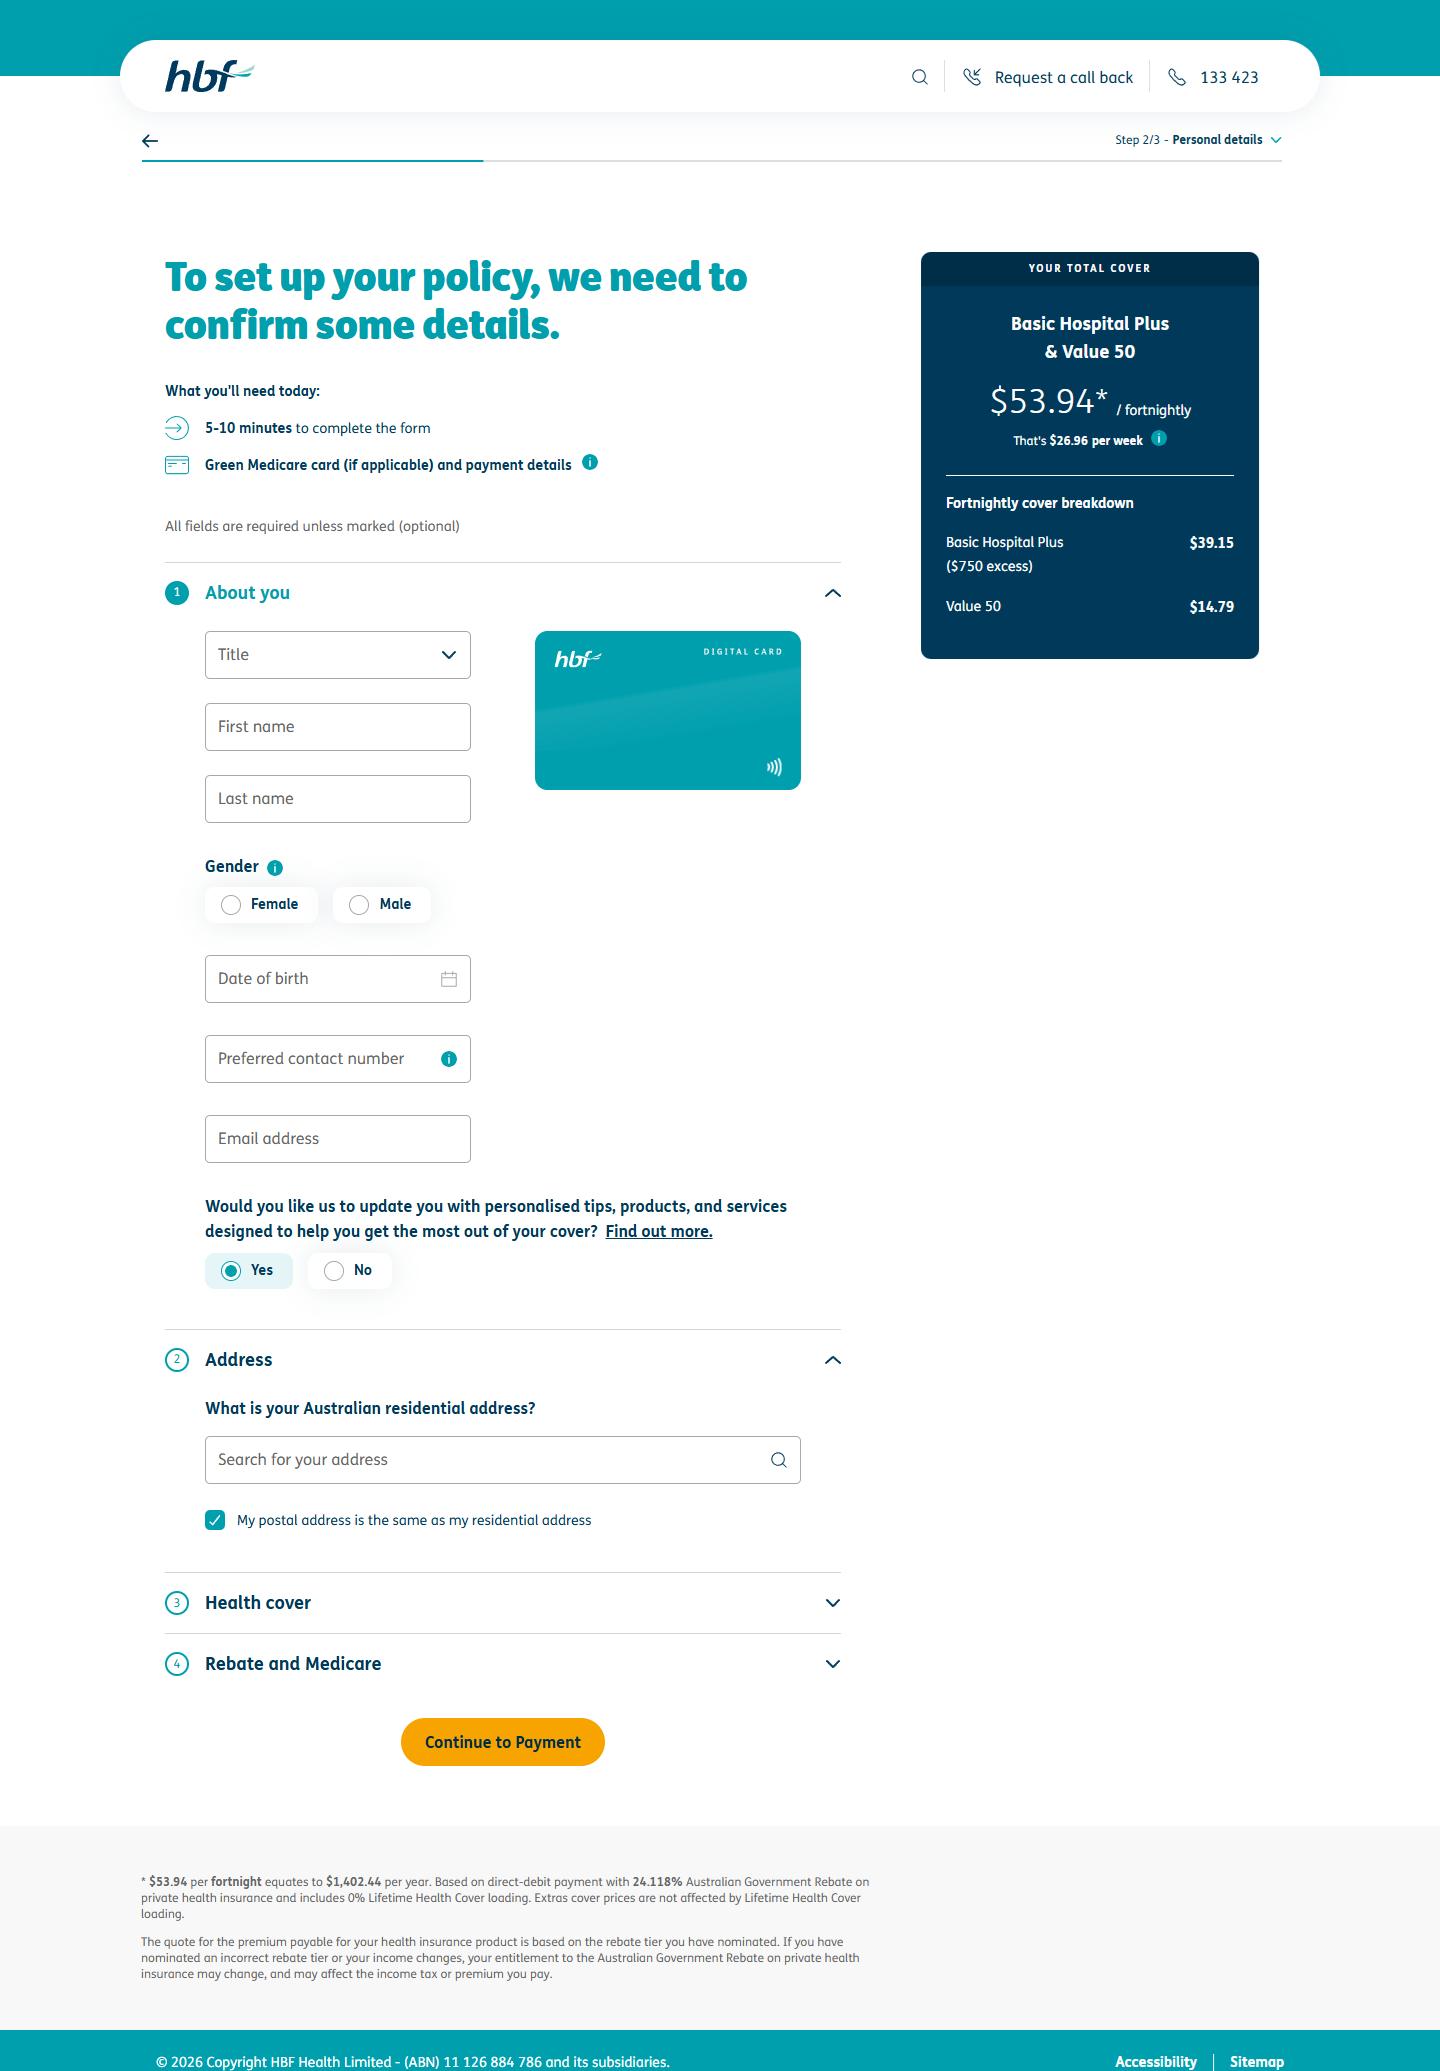 hbf
Request a call back
133 423
Step 2/3 - Personal details
To set up your policy, we need to
confirm some details.
What you'll need today:
5-10 minutes to complete the form
Green Medicare card (if applicable) and payment details
All fields are required unless marked (optional)
YOUR TOTAL COVER
Basic Hospital Plus
& Value 50
$53.94* / fortnightly
That's $26.96 per week
Fortnightly cover breakdown
Basic Hospital Plus $39.15
($750 excess)
Value 50 $14.79
1 About you
Title
hbf DIGITAL CARD
First name
Last name
Gender
Female Male
Date of birth
Preferred contact number
Email address
Would you like us to update you with personalised tips, products, and services
designed to help you get the most out of your cover? Find out more.
Yes No
2 Address
What is your Australian residential address?
Search for your address
My postal address is the same as my residential address
3 Health cover
4 Rebate and Medicare
Continue to Payment
* $53.94 per fortnight equates to $1,402.44 per year. Based on direct-debit payment with 24.118% Australian Government Rebate on
private health insurance and includes 0% Lifetime Health Cover loading. Extras cover prices are not affected by Lifetime Health Cover
loading.
The quote for the premium payable for your health insurance product is based on the rebate tier you have nominated. If you have
nominated an incorrect rebate tier or your income changes, your entitlement to the Australian Government Rebate on private health
insurance may change, and may affect the income tax or premium you pay.
© 2026 Copyright HBF Health Limited - (ABN) 11 126 884 786 and its subsidiaries.
Accessibility Sitemap